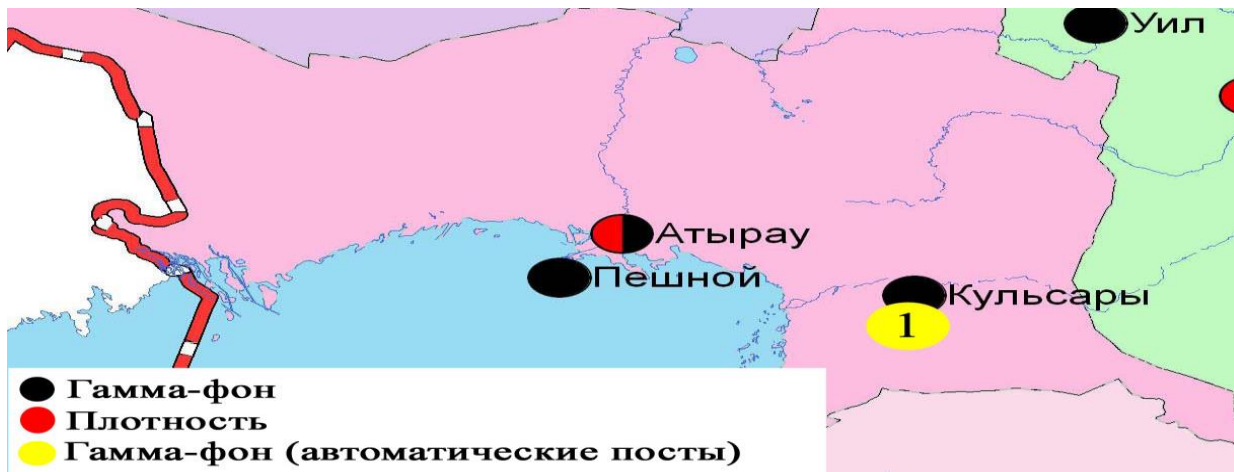 Уил
Атырау
Пешной
Кульсары
1
Гамма-фон
Плотность
Гамма-фон (автоматические посты)